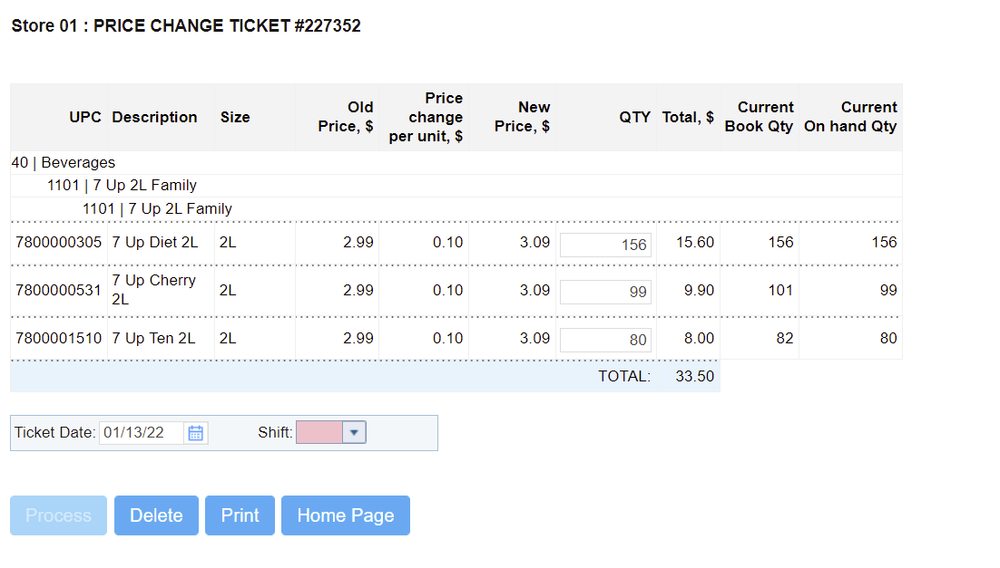 Store 01 : PRICE CHANGE TICKET #227352
UPC Description Size Old Price, $ Price change per unit, $ New Price, $ QTY Total, $ Current Book Qty Current On hand Qty
40 | Beverages
1101 | 7 Up 2L Family
1101 | 7 Up 2L Family
7800000305 7 Up Diet 2L 2L 2.99 0.10 3.09 156 15.60 156 156
7800000531 7 Up Cherry 2L 2L 2.99 0.10 3.09 99 9.90 101 99
7800001510 7 Up Ten 2L 2L 2.99 0.10 3.09 80 8.00 82 80
TOTAL: 33.50
Ticket Date: 01/13/22 Shift:
Process Delete Print Home Page